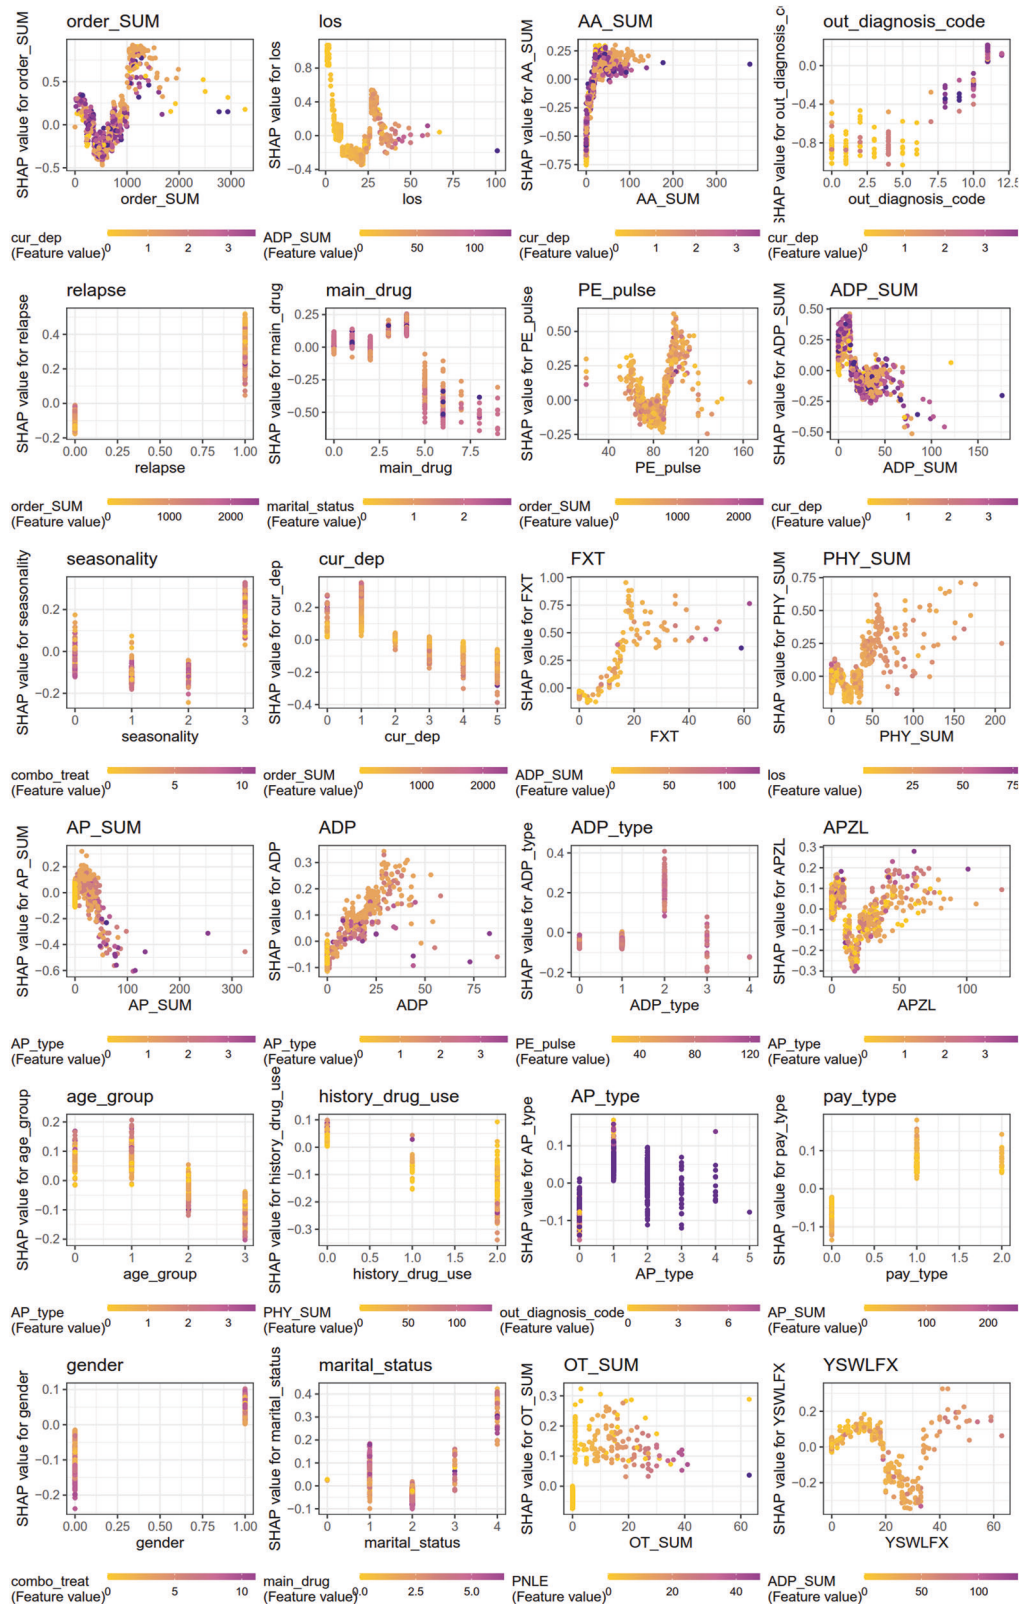 order_SUM
SHAP value for order_SUM
0.5
0.0
−0.5
0 1000 2000 3000
order_SUM
cur_dep
(Feature value)
0 1 2 3
los
SHAP value for los
1.0
0.5
0.0
−0.5
0 25 50 75 100
los
ADP_SUM
(Feature value)
0 50 100
AA_SUM
SHAP value for AA_SUM
0.25
0.00
−0.25
−0.50
−0.75
0 100 200 300
AA_SUM
cur_dep
(Feature value)
0 1 2 3
out_diagnosis_code
SHAP value for out_diagnosis_c
0.0
−0.4
−0.8
0.0 2.5 5.0 7.5 10.0 12.5
out_diagnosis_code
cur_dep
(Feature value)
0 1 2 3
relapse
SHAP value for relapse
0.4
0.2
0.0
−0.2
0.00 0.25 0.50 0.75 1.00
relapse
order_SUM
(Feature value)
0 1000 2000
main_drug
SHAP value for main_drug
0.25
0.00
−0.25
−0.50
0.0 2.5 5.0 7.5
main_drug
marital_status
(Feature value)
0 1 2
PE_pulse
SHAP value for PE_pulse
0.50
0.25
0.00
−0.25
40 80 120 160
PE_pulse
order_SUM
(Feature value)
0 1000 2000
ADP_SUM
SHAP value for ADP_SUM
0.50
0.25
0.00
−0.25
−0.50
0 50 100 150
ADP_SUM
cur_dep
(Feature value)
0 1 2 3
seasonality
SHAP value for seasonality
0.2
0.0
−0.2
0 1 2 3
seasonality
combo_treat
(Feature value)
0 5 10
cur_dep
SHAP value for cur_dep
0.2
0.0
−0.2
−0.4
0 1 2 3 4 5
cur_dep
order_SUM
(Feature value)
0 1000 2000
FXT
SHAP value for FXT
1.00
0.75
0.50
0.25
0.00
0 20 40 60
FXT
ADP_SUM
(Feature value)
0 50 100
PHY_SUM
SHAP value for PHY_SUM
0.75
0.50
0.25
0.00
−0.25
0 50 100 150 200
PHY_SUM
los
(Feature value)
25 50 75
AP_SUM
SHAP value for AP_SUM
0.2
0.0
−0.2
−0.4
−0.6
0 100 200 300
AP_SUM
AP_type
(Feature value)
0 1 2 3
ADP
SHAP value for ADP
0.3
0.2
0.1
0.0
−0.1
0 25 50 75
ADP
AP_type
(Feature value)
0 1 2 3
ADP_type
SHAP value for ADP_type
0.4
0.2
0.0
−0.2
0 1 2 3 4
ADP_type
PE_pulse
(Feature value)
40 80 120
APZL
SHAP value for APZL
0.3
0.2
0.1
0.0
−0.1
−0.2
−0.3
0 50 100
APZL
AP_type
(Feature value)
0 1 2 3
age_group
SHAP value for age_group
0.2
0.1
0.0
−0.1
−0.2
0 1 2 3
age_group
AP_type
(Feature value)
0 1 2 3
history_drug_use
SHAP value for history_drug_use
0.1
0.0
−0.1
−0.2
−0.3
0.0 0.5 1.0 1.5 2.0
history_drug_use
PHY_SUM
(Feature value)
0 50 100
AP_type
SHAP value for AP_type
0.1
0.0
−0.1
0 1 2 3 4 5
AP_type
out_diagnosis_code
(Feature value)
0 3 6
pay_type
SHAP value for pay_type
0.1
0.0
−0.1
0.0 0.5 1.0 1.5 2.0
pay_type
AP_SUM
(Feature value)
0 100 200
gender
SHAP value for gender
0.1
0.0
−0.1
−0.2
0.00 0.25 0.50 0.75 1.00
gender
combo_treat
(Feature value)
0 5 10
marital_status
SHAP value for marital_status
0.4
0.3
0.2
0.1
0.0
−0.1
0 1 2 3 4
marital_status
main_drug
(Feature value)
0.0 2.5 5.0
OT_SUM
SHAP value for OT_SUM
0.3
0.2
0.1
0.0
0 20 40 60
OT_SUM
PNLE
(Feature value)
0 20 40
YSWLFX
SHAP value for YSWLFX
0.2
0.0
−0.2
0 20 40 60
YSWLFX
ADP_SUM
(Feature value)
0 50 100